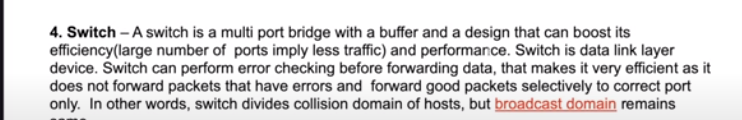 4. Switch – A switch is a multi port bridge with a buffer and a design that can boost its
efficiency(large number of ports imply less traffic) and performance. Switch is data link layer
device. Switch can perform error checking before forwarding data, that makes it very efficient as it
does not forward packets that have errors and forward good packets selectively to correct port
only. In other words, switch divides collision domain of hosts, but broadcast domain remains